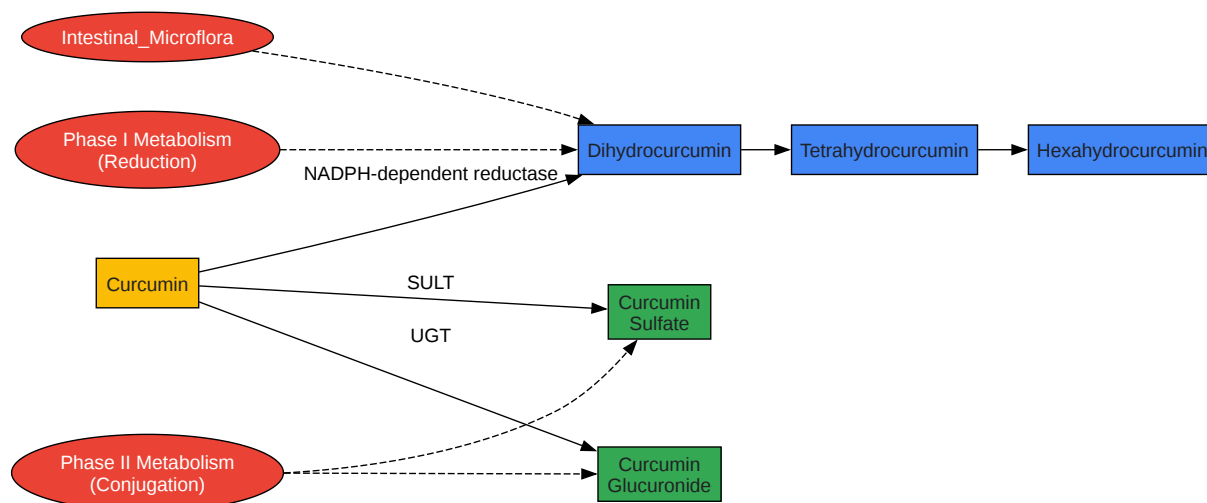 Intestinal_Microflora
Phase I Metabolism
(Reduction)
Dihydrocurcumin
Tetrahydrocurcumin
Hexahydrocurcumin
NADPH-dependent reductase
Curcumin
SULT
Curcumin
Sulfate
UGT
Phase II Metabolism
(Conjugation)
Curcumin
Glucuronide